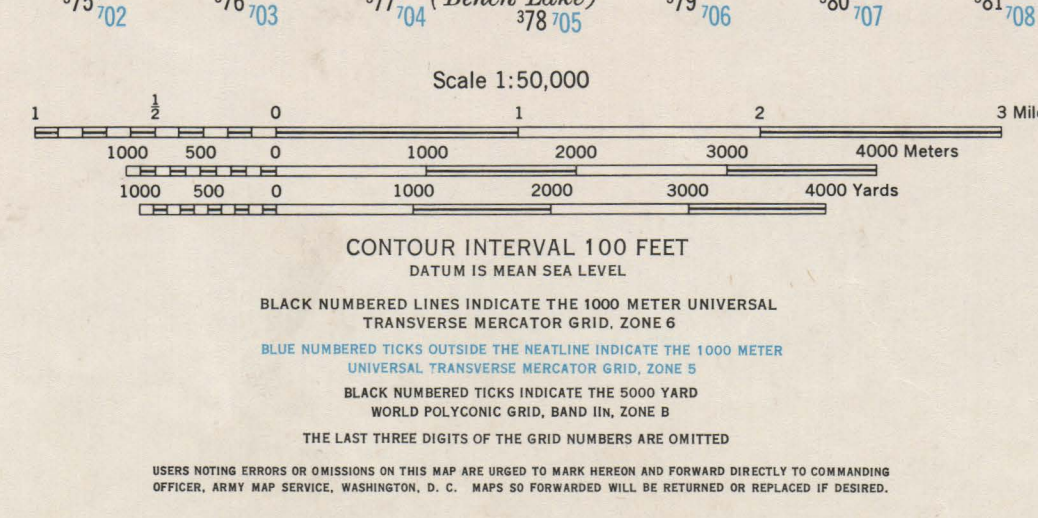 375 702 376 703 377 704 (Bench Lake) 378 705 379 706 380 707 381 708
Scale 1:50,000
1 ½ 0 1 2 3
1000 500 0 1000 2000 3000 4000 Meters
1000 500 0 1000 2000 3000 4000 Yards
CONTOUR INTERVAL 100 FEET
DATUM IS MEAN SEA LEVEL
BLACK NUMBERED LINES INDICATE THE 1000 METER UNIVERSAL
TRANSVERSE MERCATOR GRID, ZONE 6
BLUE NUMBERED TICKS OUTSIDE THE NEATLINE INDICATE THE 1000 METER
UNIVERSAL TRANSVERSE MERCATOR GRID, ZONE 5
BLACK NUMBERED TICKS INDICATE THE 5000 YARD
WORLD POLYCONIC GRID, BAND IIN, ZONE B
THE LAST THREE DIGITS OF THE GRID NUMBERS ARE OMITTED
USERS NOTING ERRORS OR OMISSIONS ON THIS MAP ARE URGED TO MARK HEREON AND FORWARD DIRECTLY TO COMMANDING
OFFICER, ARMY MAP SERVICE, WASHINGTON, D. C. MAPS SO FORWARDED WILL BE RETURNED OR REPLACED IF DESIRED.